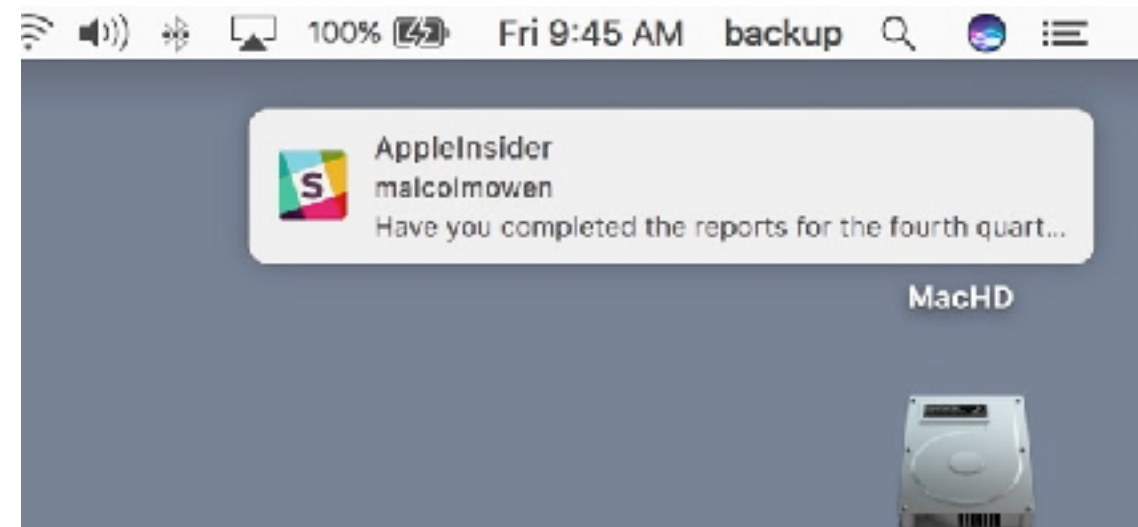 100% Fri 9:45 AM backup
AppleInsider
S
malcolmowen
Have you completed the reports for the fourth quart...
MacHD